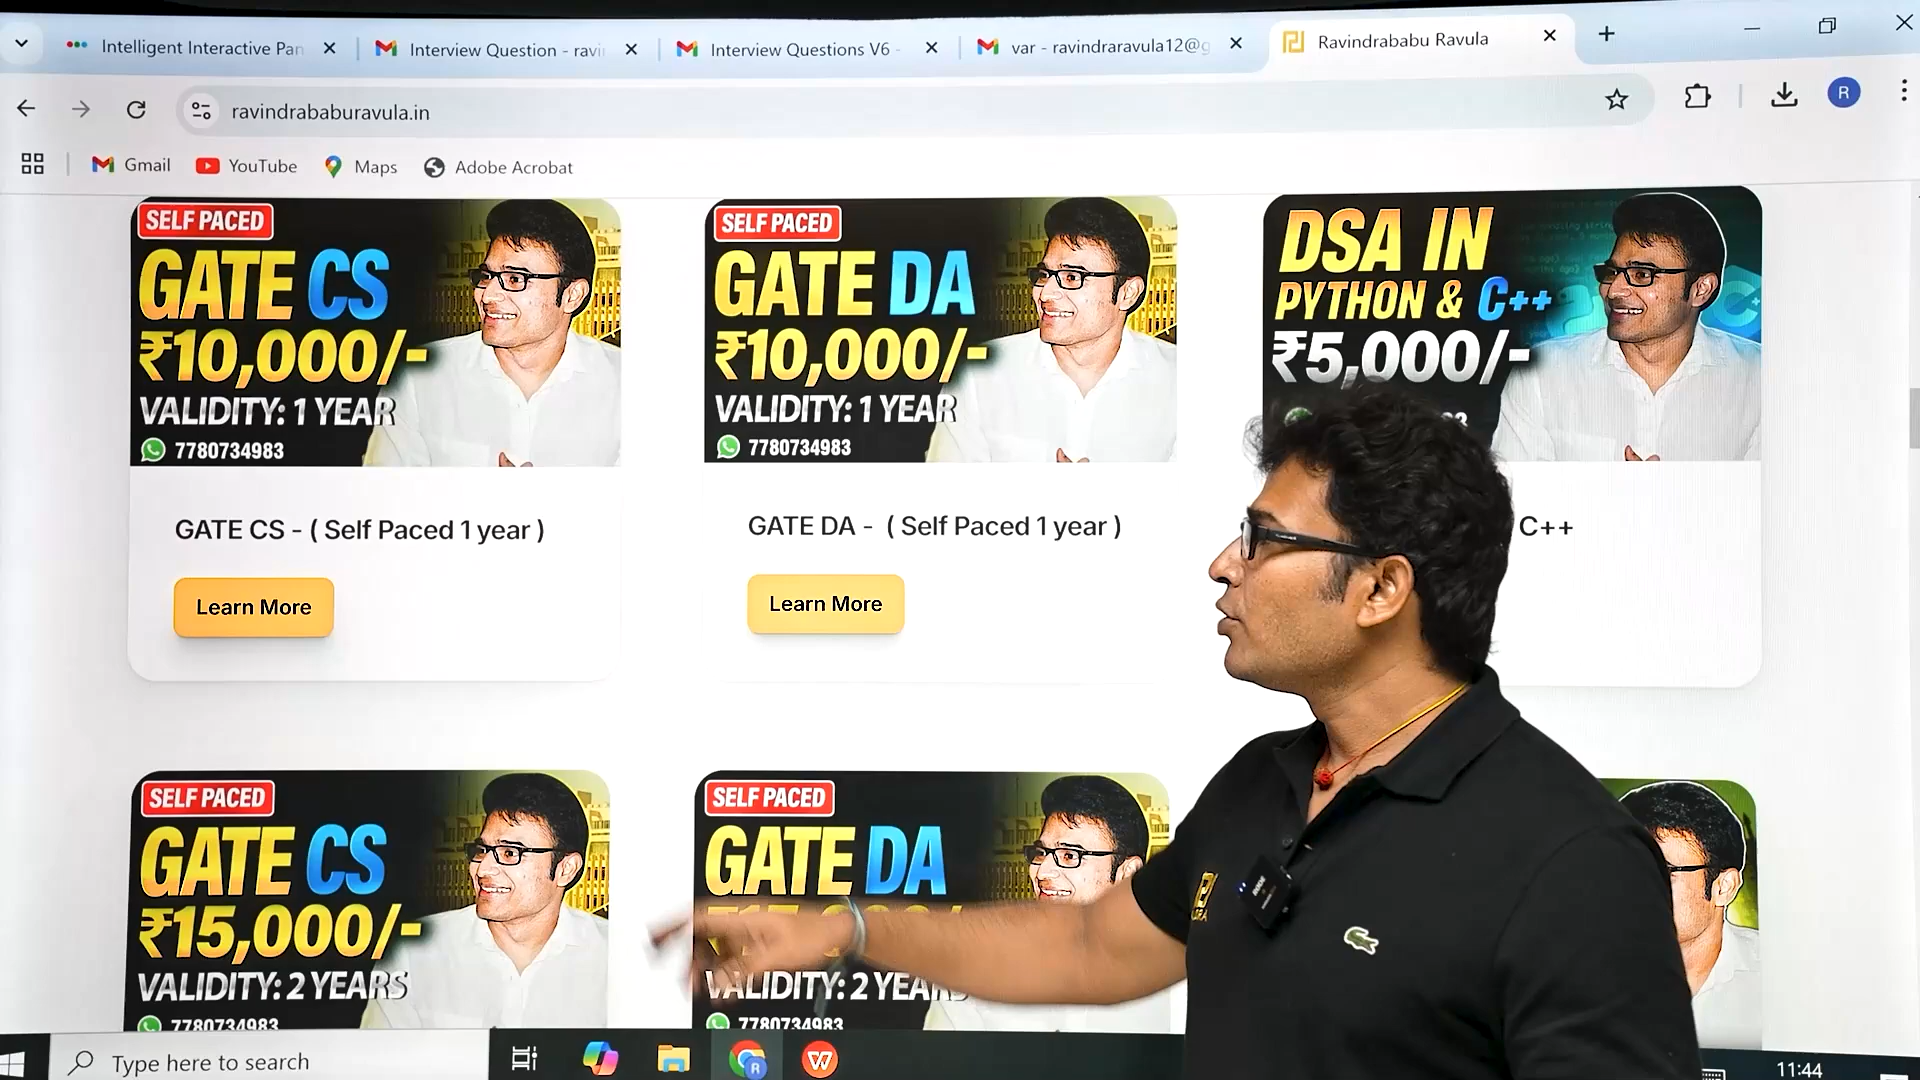 Intelligent Interactive Pan
Interview Question - ravi
Interview Questions V6 -
var - ravindraravula12@g
Ravindrababu Ravula
ravindrababuravula.in
R
Gmail
YouTube
Maps
Adobe Acrobat
SELF PACED
GATE CS
₹10,000/-
VALIDITY: 1 YEAR
7780734983
GATE CS - ( Self Paced 1 year )
Learn More
SELF PACED
GATE DA
₹10,000/-
VALIDITY: 1 YEAR
7780734983
GATE DA - ( Self Paced 1 year )
Learn More
DSA IN
PYTHON & C++
₹5,000/-
C++
SELF PACED
GATE CS
₹15,000/-
VALIDITY: 2 YEARS
7780734983
SELF PACED
GATE DA
VALIDITY: 2
7780734983
Type here to search
R
11:44